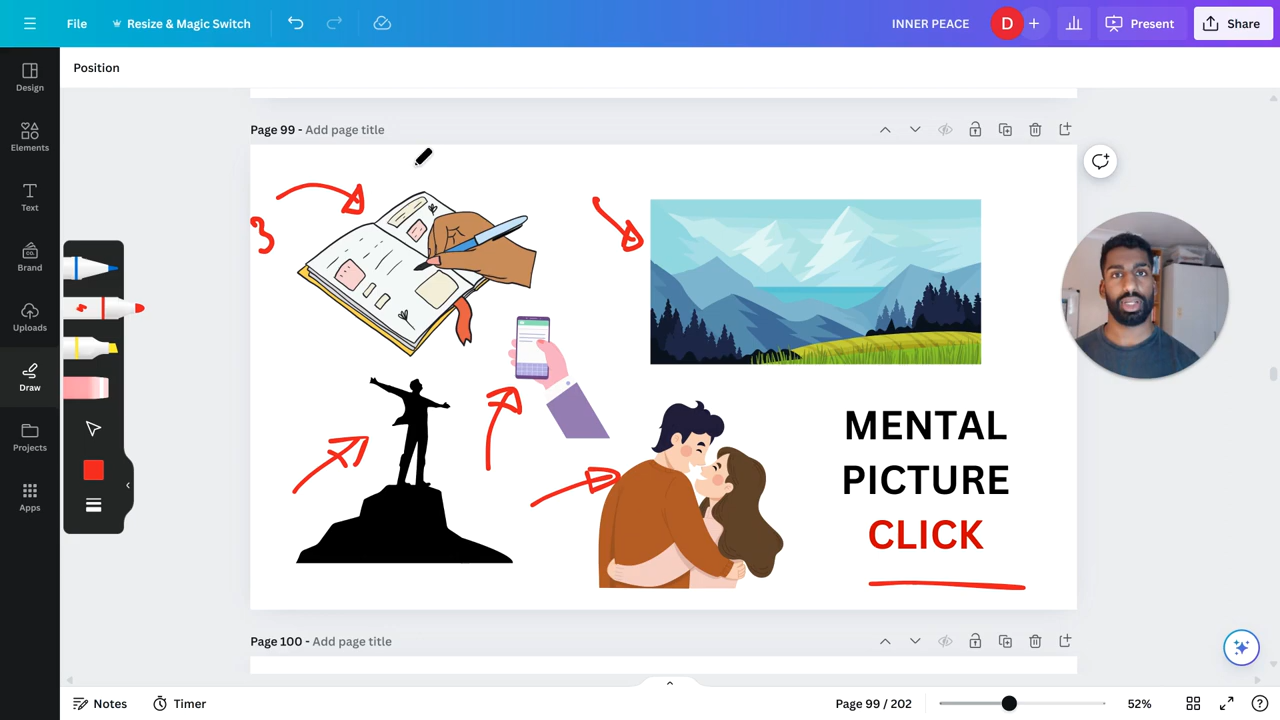 File
Resize & Magic Switch
INNER PEACE
D
Present
Share
Position
Design
Elements
Text
Brand
Uploads
Draw
Projects
Apps
Page 99 - Add page title
3
MENTAL
PICTURE
CLICK
Page 100 - Add page title
Notes
Timer
Page 99 / 202
52%